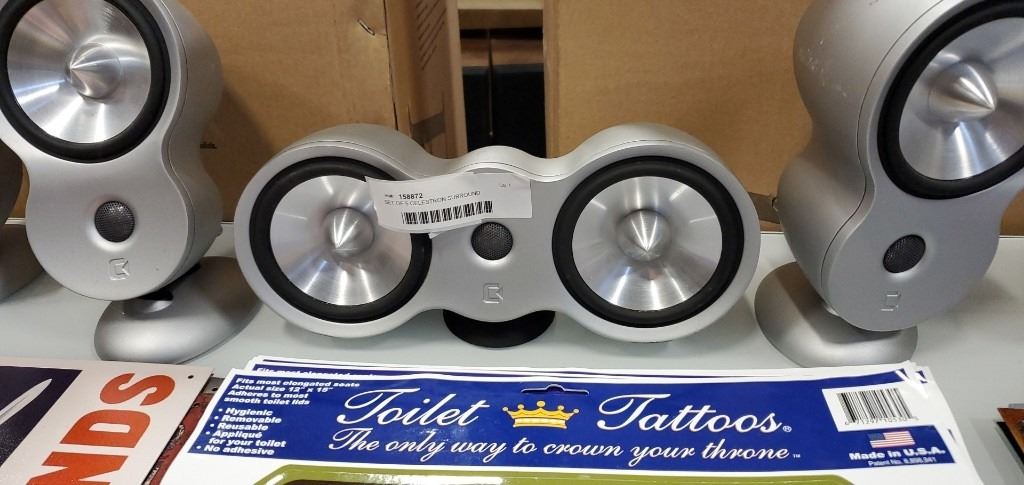 158872
SET OF 5 CELESTRON SURROUND
NDS
Fits most elongated seats
Actual size 12" x 15"
Adheres to most
smooth toilet lids
• Hygienic
• Removable
• Reusable
• Appliqué
for your toilet
• No adhesive
Toilet Tattoos®
The only way to crown your throne™
Made in U.S.A.